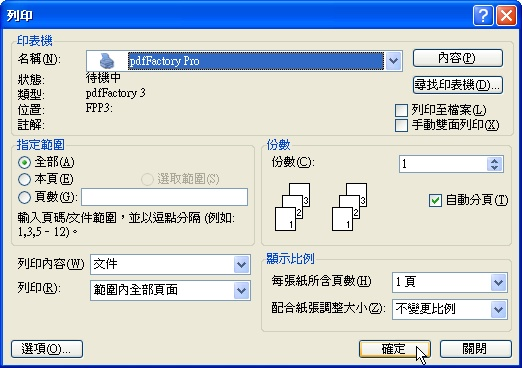 列印
印表機
名稱(N):
pdfFactory Pro
內容(P)
狀態:
待機中
類型:
pdfFactory 3
尋找印表機(D)...
位置:
FPP3:
列印至檔案(L)
註解:
手動雙面列印(X)
指定範圍
全部(A)
本頁(E)
選取範圍(S)
頁數(G):
輸入頁碼/文件範圍，並以逗點分隔 (例如:
1,3,5－12)。
份數
份數(C):
1
1 2 3
1 2 3
自動分頁(T)
列印內容(W)
文件
列印(R):
範圍內全部頁面
顯示比例
每張紙所含頁數(H)
1 頁
配合紙張調整大小(Z):
不變更比例
選項(O)...
確定
關閉